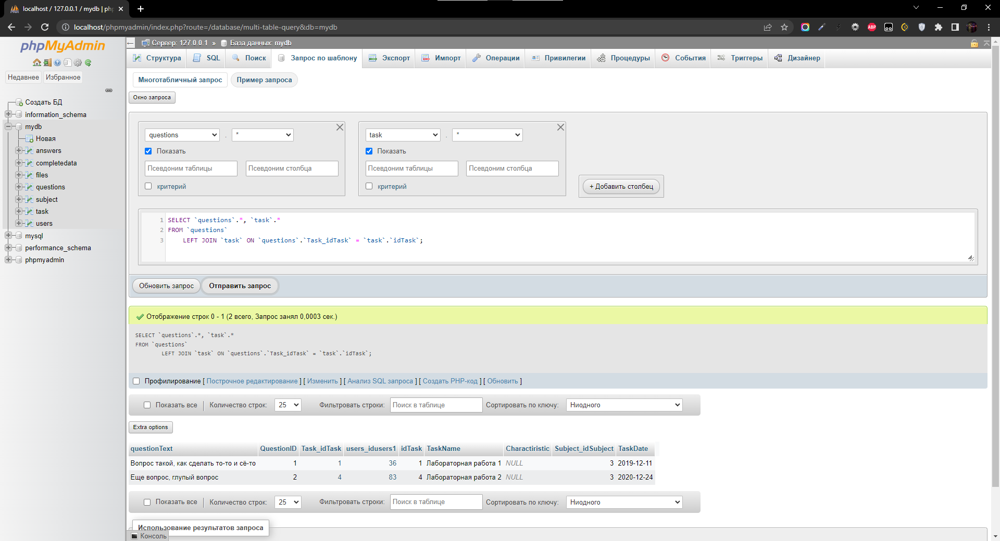 localhost / 127.0.0.1 / mydb | ph
localhost/phpmyadmin/index.php?route=/database/multi-table-query&db=mydb
ABP
phpMyAdmin
Недавнее Избранное
Создать БД
information_schema
mydb
Новая
answers
completedata
files
questions
subject
task
users
mysql
performance_schema
phpmyadmin
Сервер: 127.0.0.1 » База данных: mydb
Структура SQL Поиск Запрос по шаблону Экспорт Импорт Операции Привилегии Процедуры События Триггеры Дизайнер
Многотабличный запрос Пример запроса
Окно запроса
questions . * task . *
Показать Показать
Псевдоним таблицы Псевдоним столбца Псевдоним таблицы Псевдоним столбца
критерий критерий + Добавить столбец
1 SELECT `questions`.*, `task`.*
2 FROM `questions`
3 LEFT JOIN `task` ON `questions`.`Task_idTask` = `task`.`idTask`;
Обновить запрос Отправить запрос
Отображение строк 0 - 1 (2 всего, Запрос занял 0,0003 сек.)
SELECT `questions`.*, `task`.*
FROM `questions`
LEFT JOIN `task` ON `questions`.`Task_idTask` = `task`.`idTask`;
Профилирование [ Построчное редактирование ] [ Изменить ] [ Анализ SQL запроса ] [ Создать PHP-код ] [ Обновить ]
Показать все | Количество строк: 25 Фильтровать строки: Поиск в таблице Сортировать по ключу: Ниодного
Extra options
questionText QuestionID Task_idTask users_idusers1 idTask TaskName Charactiristic Subject_idSubject TaskDate
Вопрос такой, как сделать то-то и сё-то 1 1 36 1 Лабораторная работа 1 NULL 3 2019-12-11
Еще вопрос, глупый вопрос 2 4 83 4 Лабораторная работа 2 NULL 3 2020-12-24
Показать все | Количество строк: 25 Фильтровать строки: Поиск в таблице Сортировать по ключу: Ниодного
Использование результатов запроса
Консоль